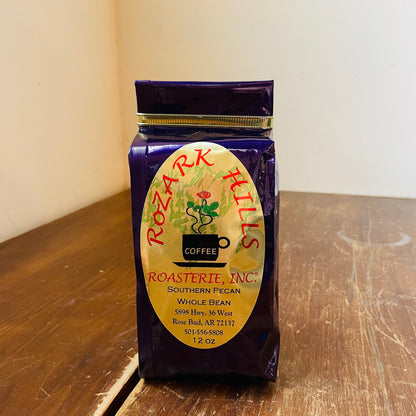 ROZARK HILLS
COFFEE
ROASTERIE, INC.
SOUTHERN PECAN
WHOLE BEAN
5898 Hwy. 36 West
Rose Bud, AR 72137
501-556-5808
12 oz